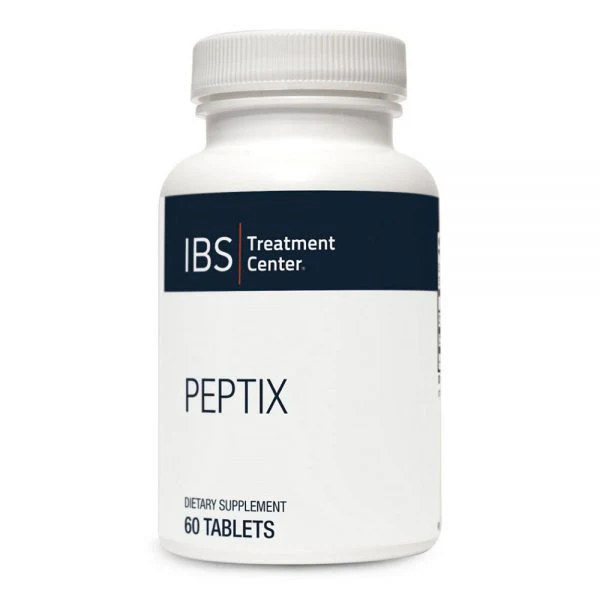 IBS
Treatment
Center®
PEPTIX
DIETARY SUPPLEMENT
60 TABLETS